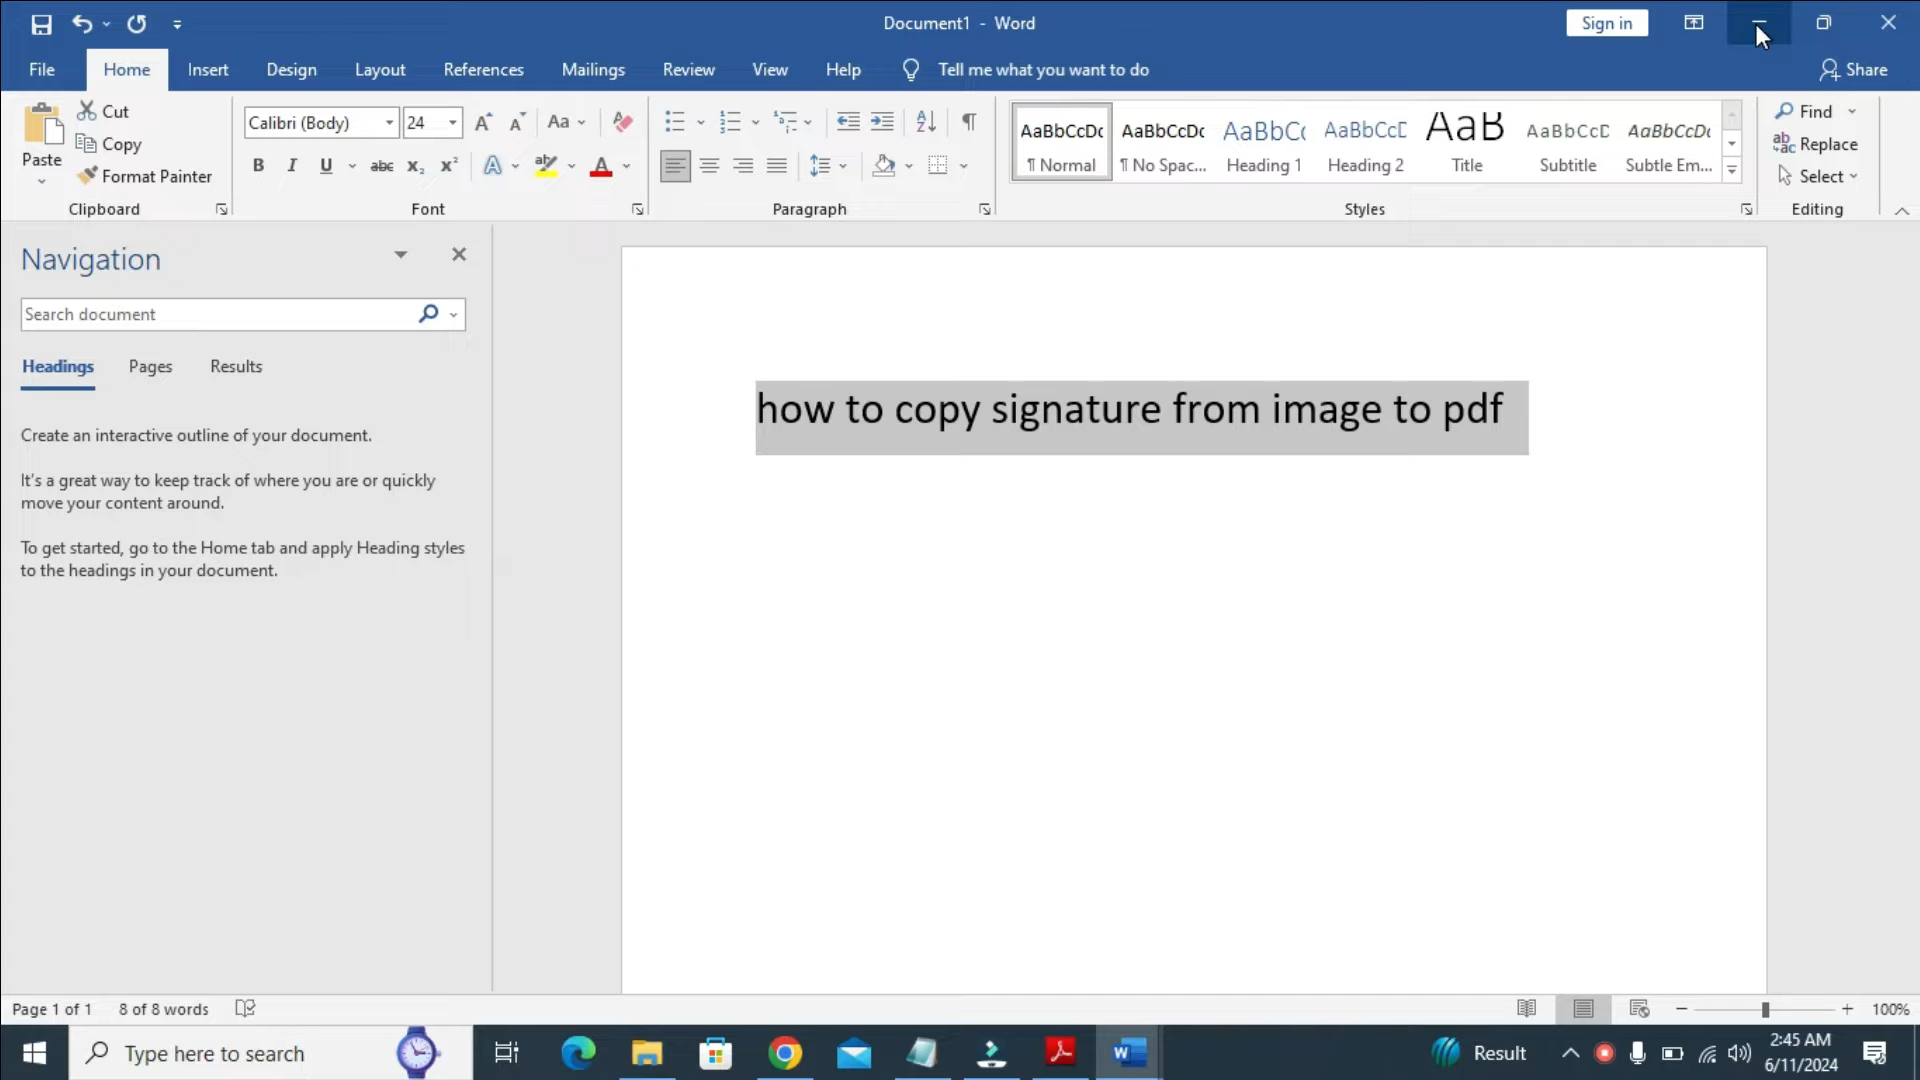 Document1 - Word
Sign in
File Home Insert Design Layout References Mailings Review View Help Tell me what you want to do Share
Paste
Cut
Copy
Format Painter
Clipboard
Calibri (Body) 24
Aa
B I U abc x₂ x² A ab A
Font
A Z ¶
Paragraph
AaBbCcDc AaBbCcDc AaBbCc AaBbCcD AaB AaBbCcD AaBbCcDc
¶ Normal ¶ No Spac... Heading 1 Heading 2 Title Subtitle Subtle Em...
Styles
Find
Replace
Select
Editing
Navigation
Search document
Headings Pages Results
Create an interactive outline of your document.
It's a great way to keep track of where you are or quickly
move your content around.
To get started, go to the Home tab and apply Heading styles
to the headings in your document.
how to copy signature from image to pdf
Page 1 of 1 8 of 8 words
100%
Type here to search
Result
2:45 AM
6/11/2024